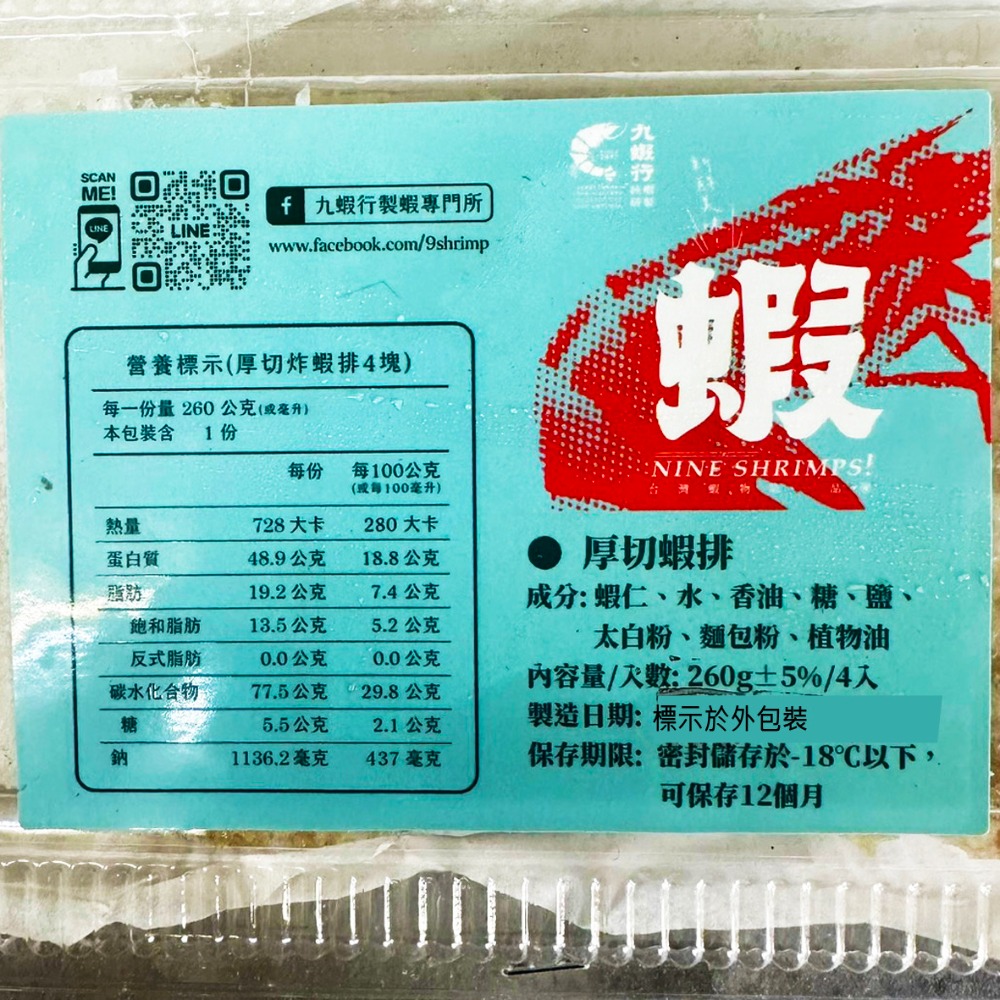 SCAN
ME!
LINE
LINE
f 九蝦行製蝦專門所
www.facebook.com/9shrimp
九蝦行
蝦
NINE SHRIMPS!
台灣蝦物 品
營養標示(厚切炸蝦排4塊)
每一份量 260 公克(或毫升)
本包裝含 1 份
每份 每100公克
(或每100毫升)
熱量 728 大卡 280 大卡
蛋白質 48.9 公克 18.8 公克
脂肪 19.2 公克 7.4 公克
飽和脂肪 13.5 公克 5.2 公克
反式脂肪 0.0 公克 0.0 公克
碳水化合物 77.5 公克 29.8 公克
糖 5.5 公克 2.1 公克
鈉 1136.2 毫克 437 毫克
● 厚切蝦排
成分: 蝦仁、水、香油、糖、鹽、
太白粉、麵包粉、植物油
內容量/入數: 260g±5%/4入
製造日期: 標示於外包裝
保存期限: 密封儲存於-18℃以下，
可保存12個月